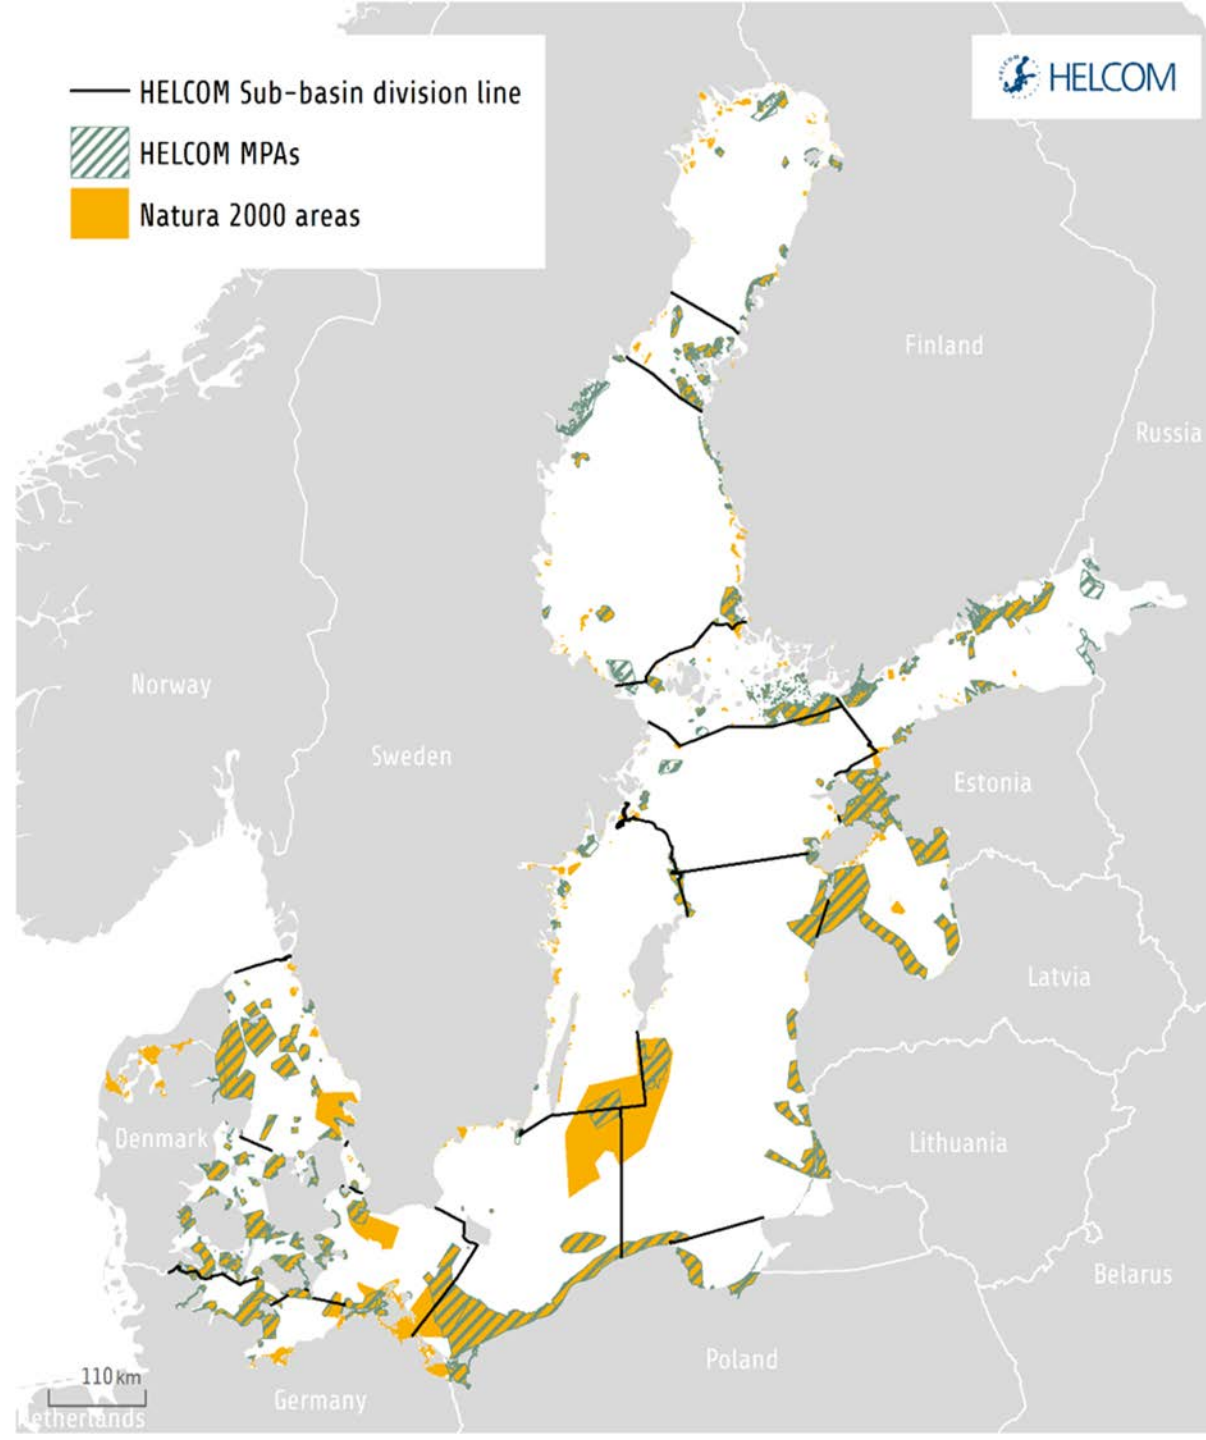 HELCOM Sub-basin division line
HELCOM MPAs
Natura 2000 areas
HELCOM
Finland
Russia
Norway
Sweden
Estonia
Latvia
Denmark
Lithuania
Belarus
Poland
110 km
Germany
etherlands